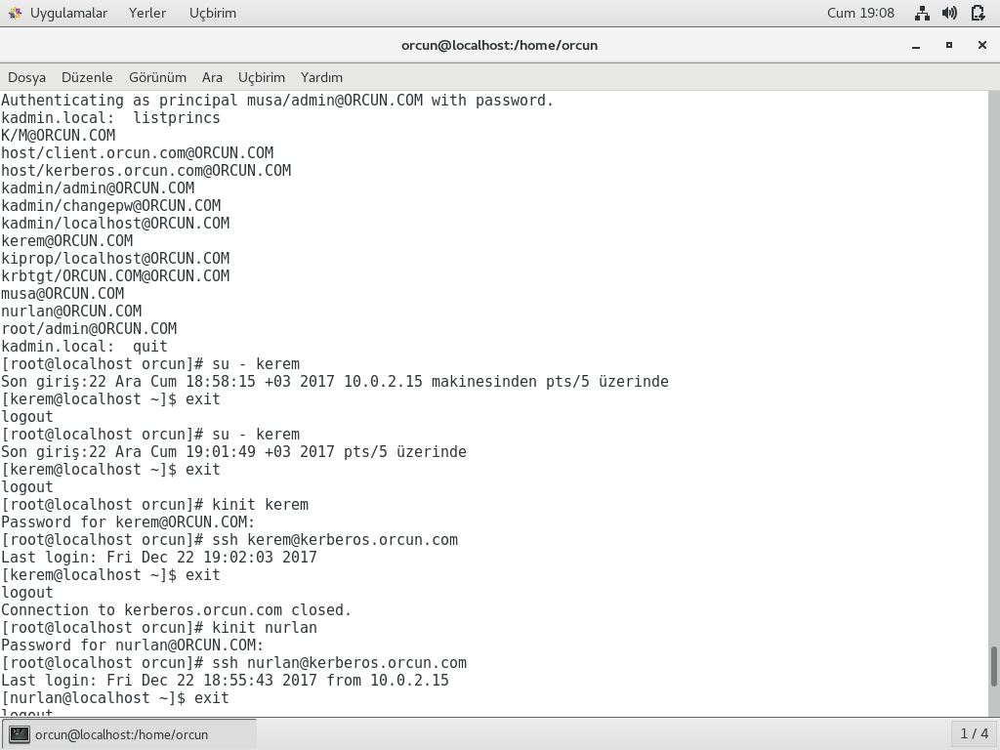 Uygulamalar Yerler Uçbirim Cum 19:08
orcun@localhost:/home/orcun
Dosya Düzenle Görünüm Ara Uçbirim Yardım
Authenticating as principal musa/admin@ORCUN.COM with password.
kadmin.local:  listprincs
K/M@ORCUN.COM
host/client.orcun.com@ORCUN.COM
host/kerberos.orcun.com@ORCUN.COM
kadmin/admin@ORCUN.COM
kadmin/changepw@ORCUN.COM
kadmin/localhost@ORCUN.COM
kerem@ORCUN.COM
kiprop/localhost@ORCUN.COM
krbtgt/ORCUN.COM@ORCUN.COM
musa@ORCUN.COM
nurlan@ORCUN.COM
root/admin@ORCUN.COM
kadmin.local:  quit
[root@localhost orcun]# su - kerem
Son giriş:22 Ara Cum 18:58:15 +03 2017 10.0.2.15 makinesinden pts/5 üzerinde
[kerem@localhost ~]$ exit
logout
[root@localhost orcun]# su - kerem
Son giriş:22 Ara Cum 19:01:49 +03 2017 pts/5 üzerinde
[kerem@localhost ~]$ exit
logout
[root@localhost orcun]# kinit kerem
Password for kerem@ORCUN.COM:
[root@localhost orcun]# ssh kerem@kerberos.orcun.com
Last login: Fri Dec 22 19:02:03 2017
[kerem@localhost ~]$ exit
logout
Connection to kerberos.orcun.com closed.
[root@localhost orcun]# kinit nurlan
Password for nurlan@ORCUN.COM:
[root@localhost orcun]# ssh nurlan@kerberos.orcun.com
Last login: Fri Dec 22 18:55:43 2017 from 10.0.2.15
[nurlan@localhost ~]$ exit
logout
orcun@localhost:/home/orcun 1 / 4